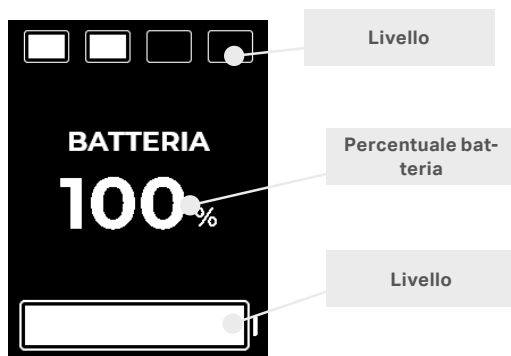 Livello
BATTERIA
Percentuale bat-
teria
100%
Livello